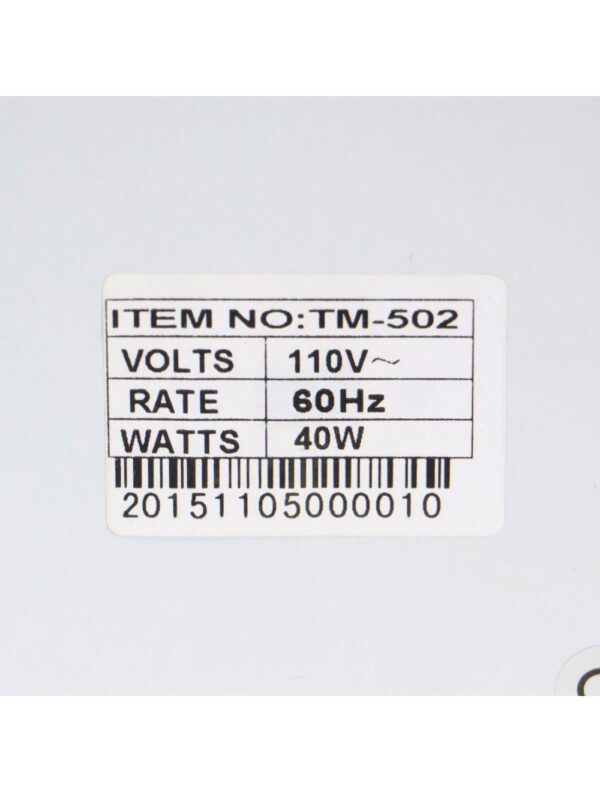 ITEM NO:TM-502
VOLTS 110V~
RATE 60Hz
WATTS 40W
20151105000010